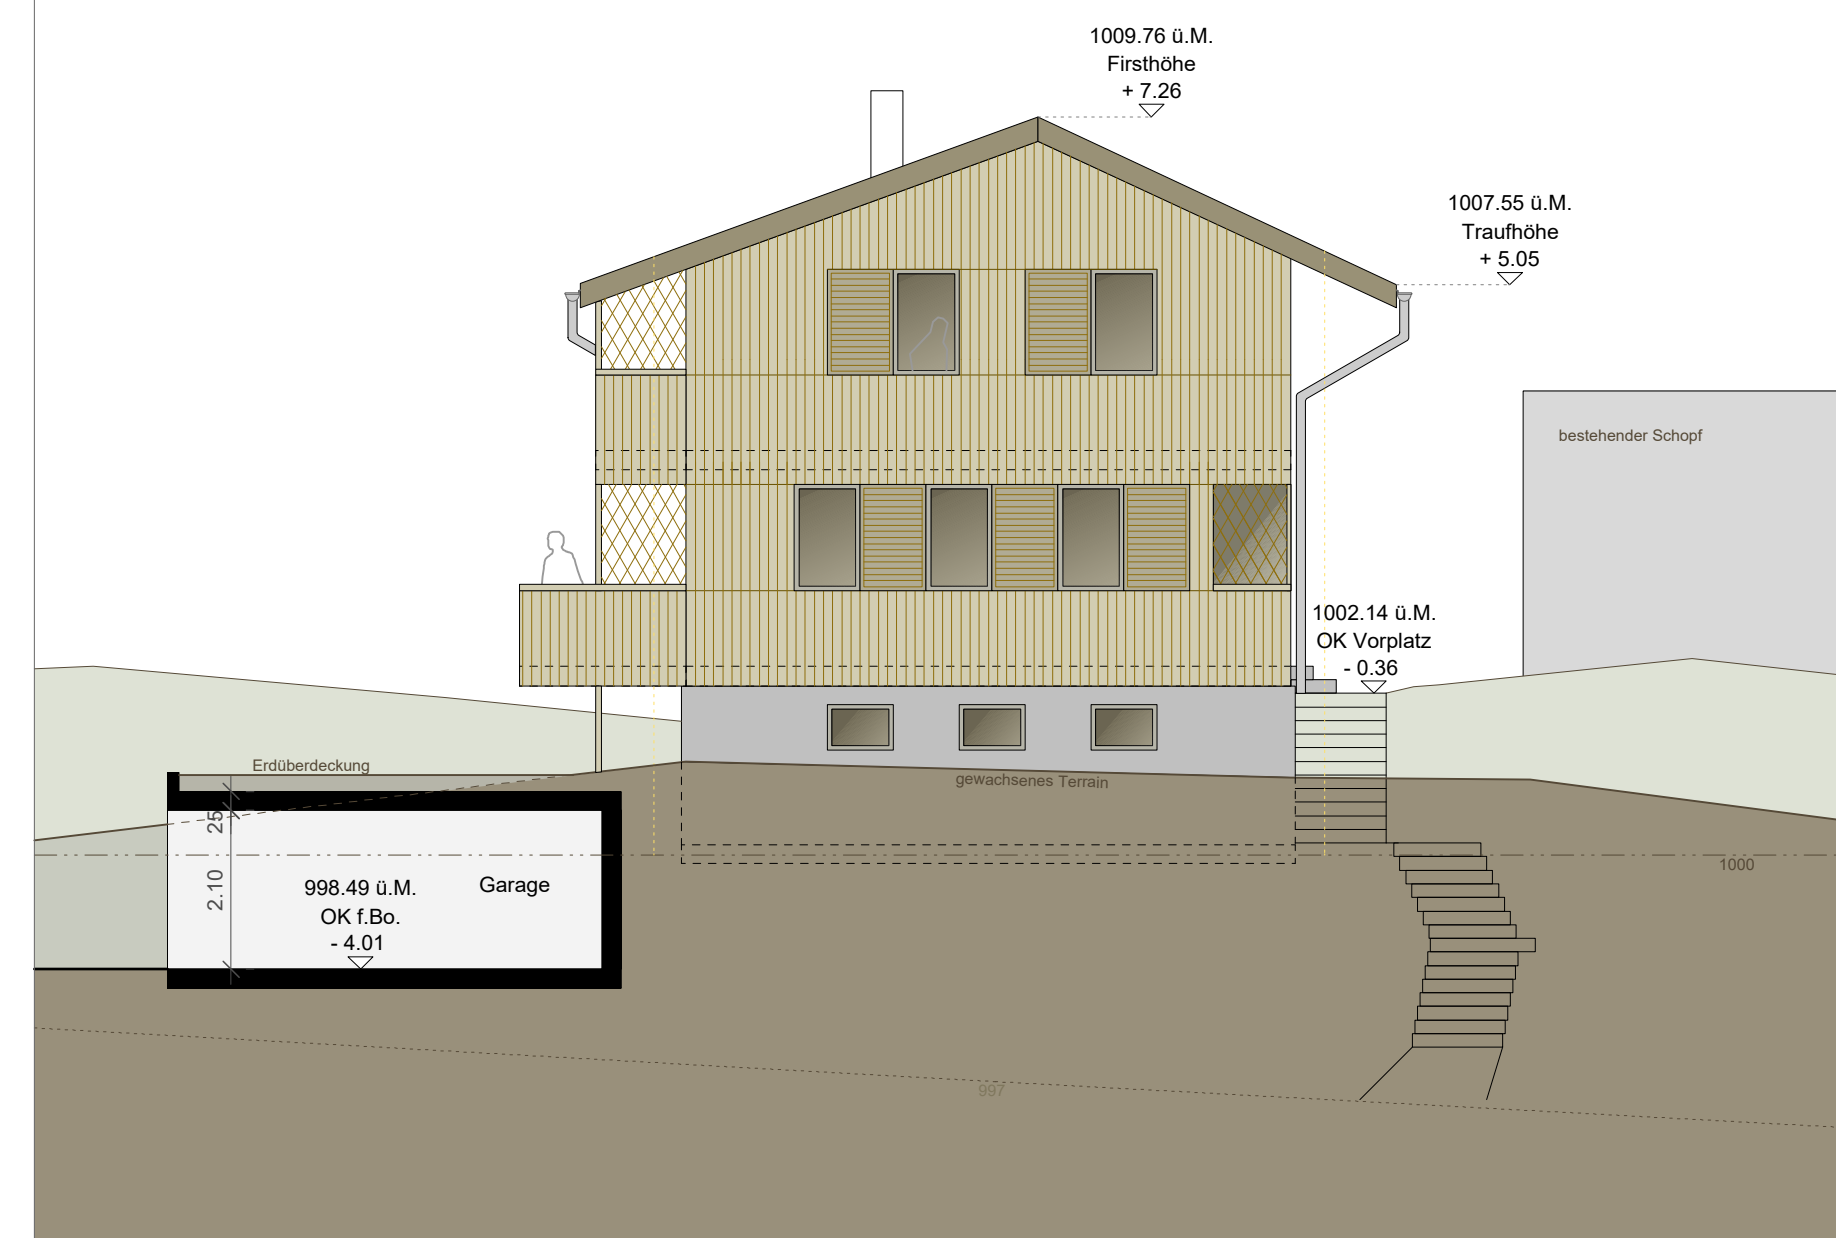 1009.76 ü.M.
Firsthöhe
+ 7.26
1007.55 ü.M.
Traufhöhe
+ 5.05
bestehender Schopf
1002.14 ü.M.
OK Vorplatz
- 0.36
Erdüberdeckung
gewachsenes Terrain
25
2.10
998.49 ü.M.
OK f.Bo.
- 4.01
Garage
1000
997